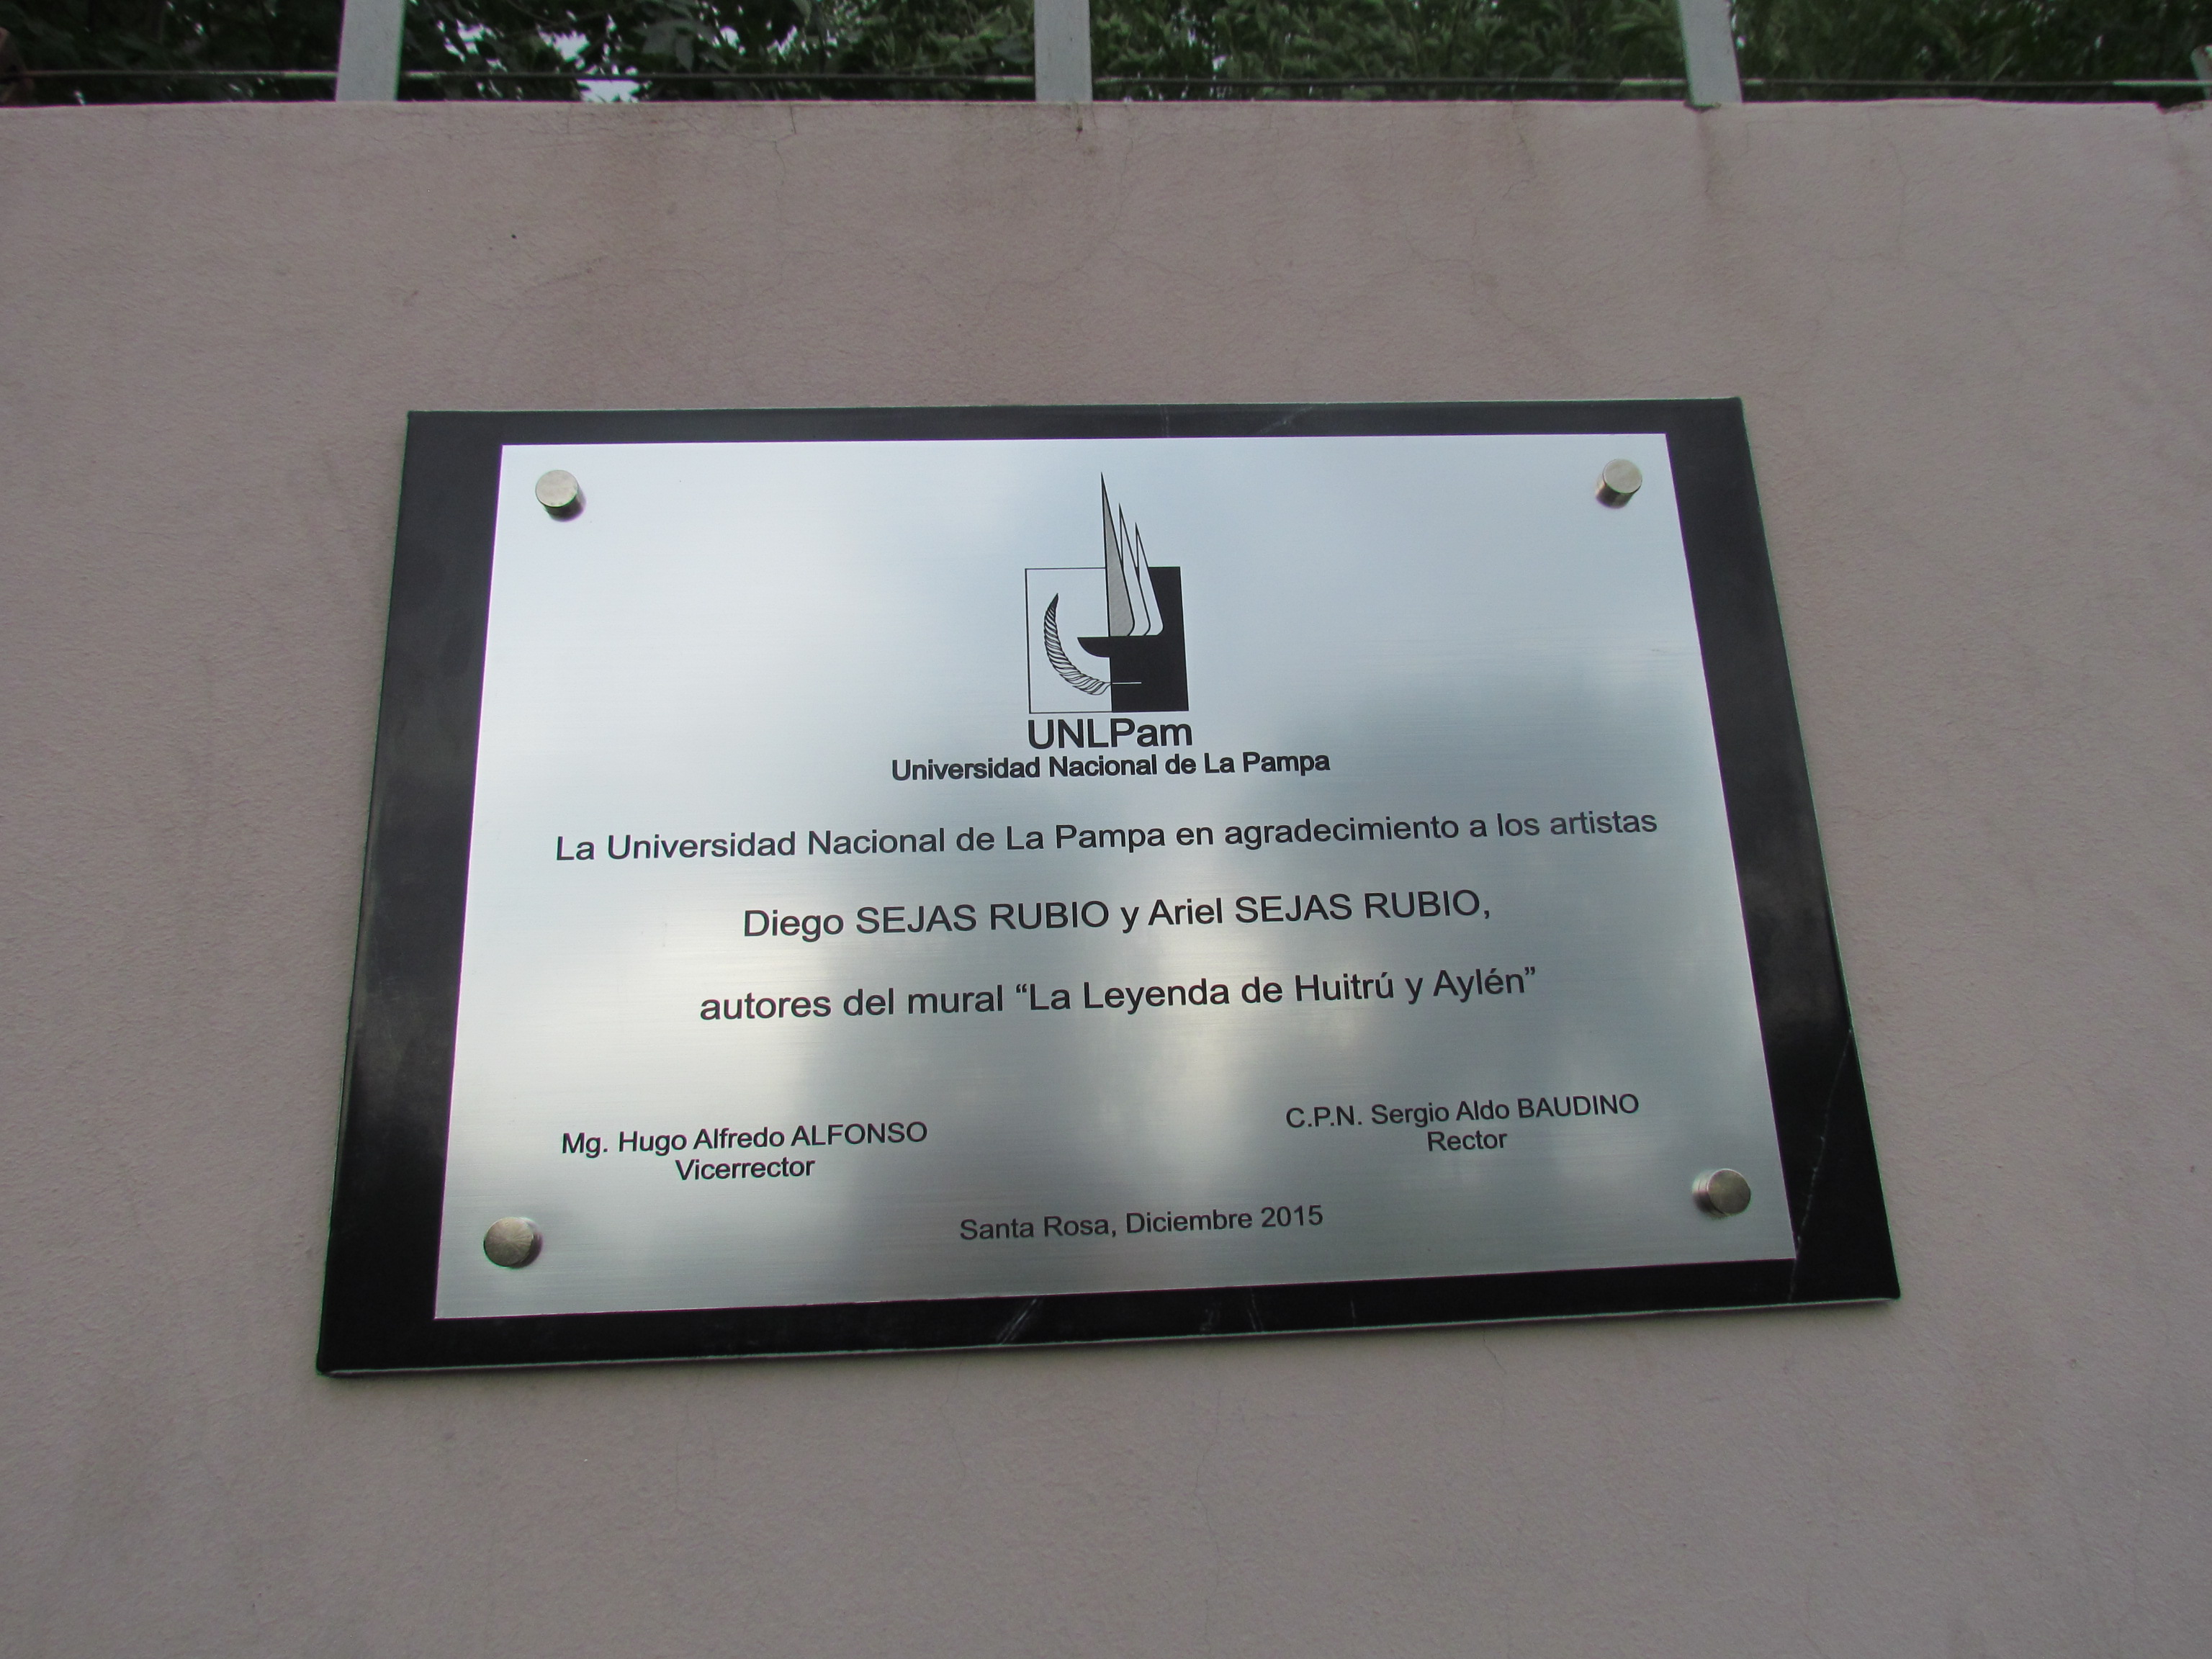 UNLPam
Universidad Nacional de La Pampa
La Universidad Nacional de La Pampa en agradecimiento a los artistas
Diego SEJAS RUBIO y Ariel SEJAS RUBIO,
autores del mural “La Leyenda de Huitrú y Aylén”
Mg. Hugo Alfredo ALFONSO
Vicerrector
C.P.N. Sergio Aldo BAUDINO
Rector
Santa Rosa, Diciembre 2015